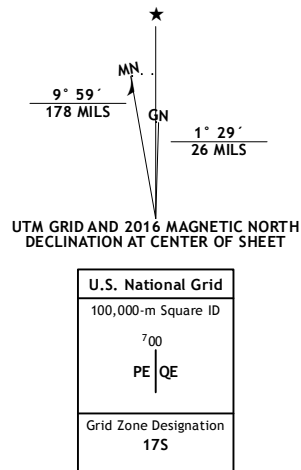 ★
MN
9° 59´
178 MILS
GN
1° 29´
26 MILS
UTM GRID AND 2016 MAGNETIC NORTH
DECLINATION AT CENTER OF SHEET
U.S. National Grid
100,000-m Square ID
⁷00
PE QE
Grid Zone Designation
17S